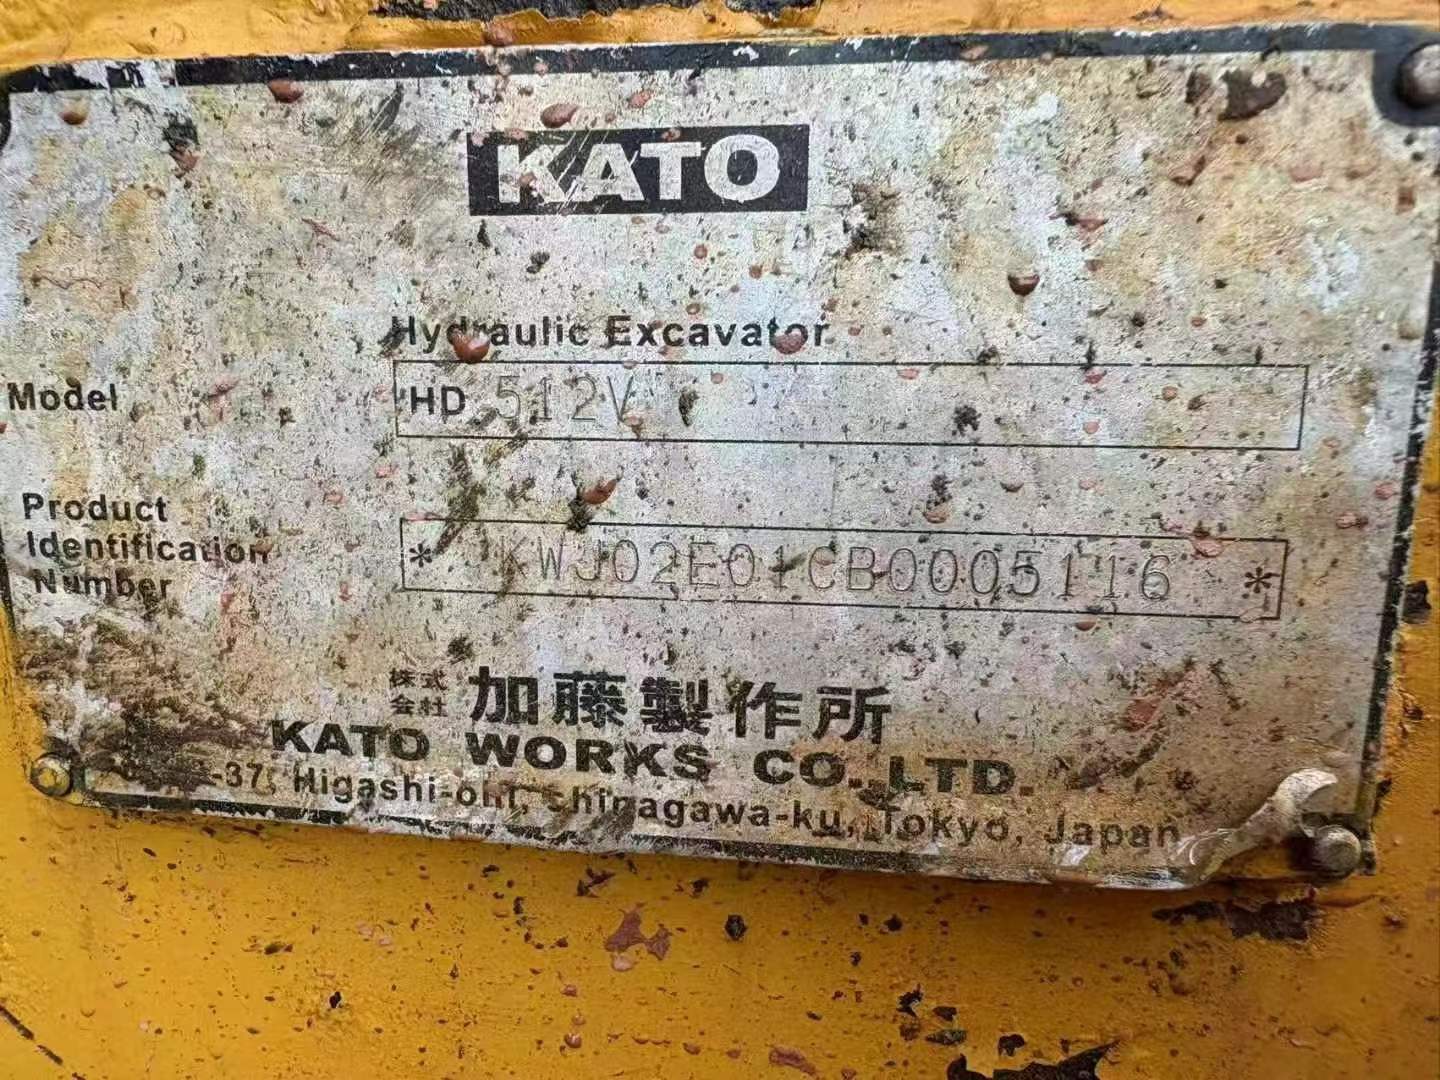 KATO
Hydraulic Excavator
Model HD 512V
Product
Identification
Number
* KWJ02E01CB0005116 *
株式
会社 加藤製作所
KATO WORKS CO.,LTD.
-37, Higashi-ohi, Shinagawa-ku, Tokyo, Japan